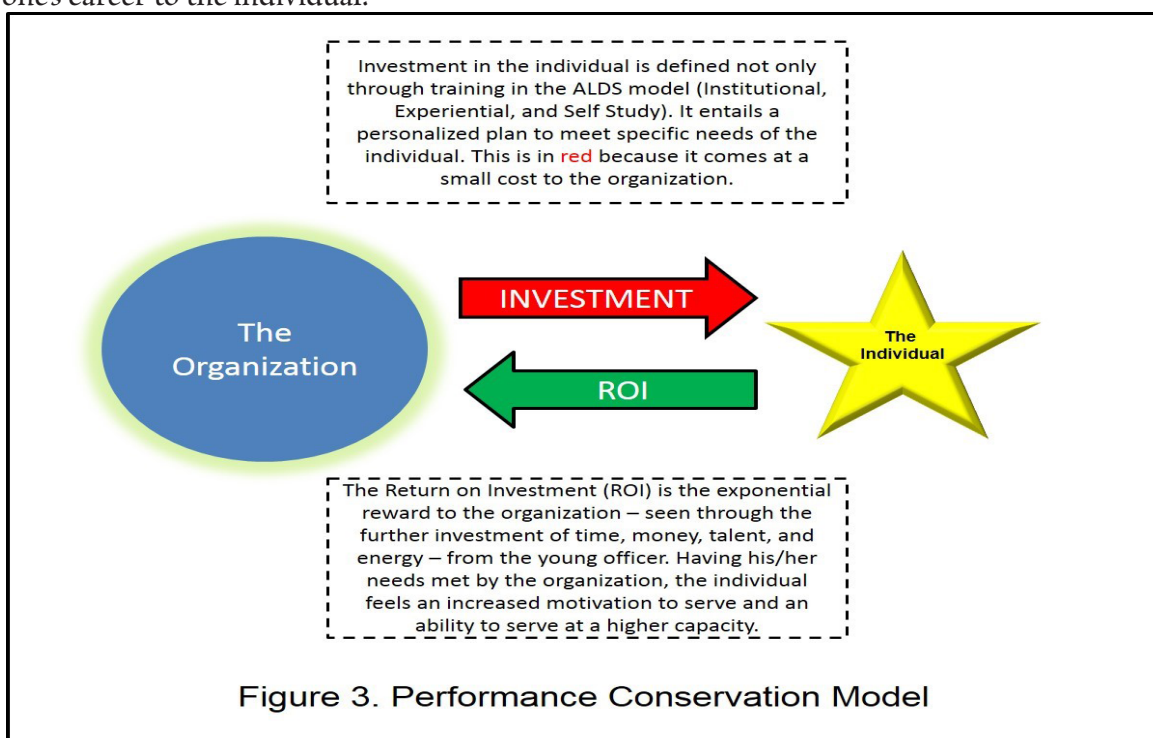 one's career to the individual.
Investment in the individual is defined not only
through training in the ALDS model (Institutional,
Experiential, and Self Study). It entails a
personalized plan to meet specific needs of the
individual. This is in red because it comes at a
small cost to the organization.
The
Organization
INVESTMENT
ROI
The
Individual
The Return on Investment (ROI) is the exponential
reward to the organization – seen through the
further investment of time, money, talent, and
energy – from the young officer. Having his/her
needs met by the organization, the individual
feels an increased motivation to serve and an
ability to serve at a higher capacity.
Figure 3. Performance Conservation Model